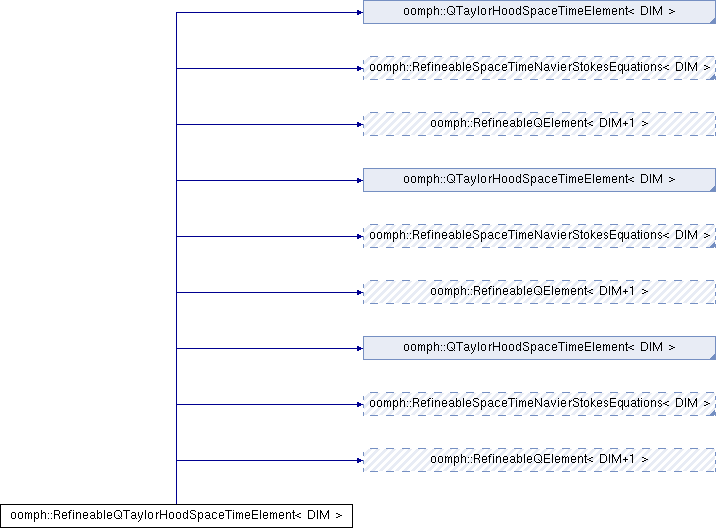 oomph::QTaylorHoodSpaceTimeElement< DIM >
oomph::RefineableSpaceTimeNavierStokesEquations< DIM >
oomph::RefineableQElement< DIM+1 >
oomph::QTaylorHoodSpaceTimeElement< DIM >
oomph::RefineableSpaceTimeNavierStokesEquations< DIM >
oomph::RefineableQElement< DIM+1 >
oomph::QTaylorHoodSpaceTimeElement< DIM >
oomph::RefineableSpaceTimeNavierStokesEquations< DIM >
oomph::RefineableQElement< DIM+1 >
oomph::RefineableQTaylorHoodSpaceTimeElement< DIM >